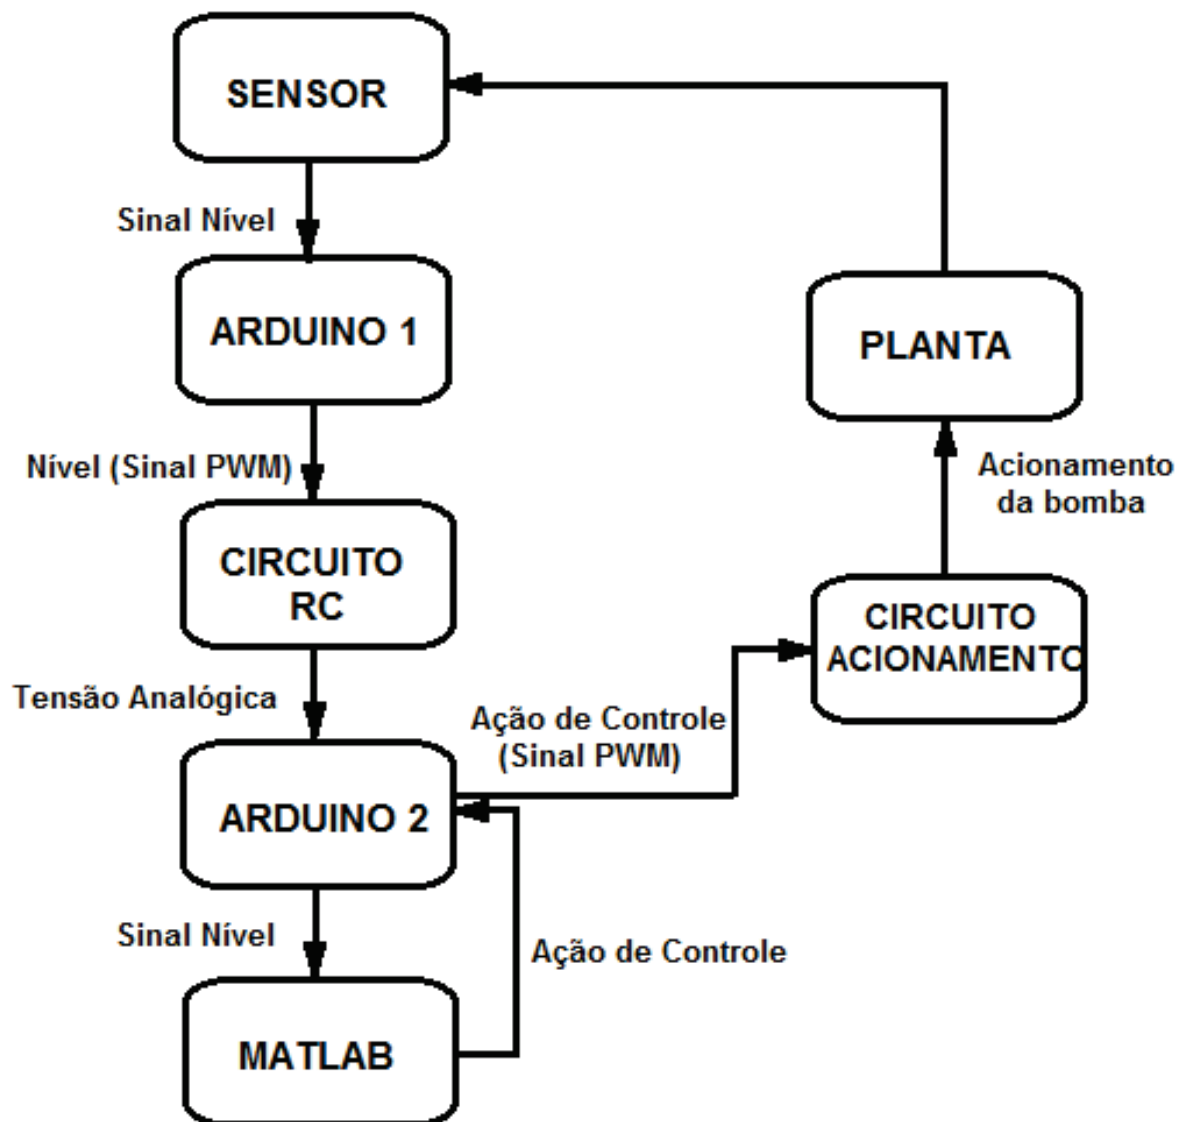 SENSOR
Sinal Nível
ARDUINO 1
PLANTA
Nível (Sinal PWM)
Acionamento
da bomba
CIRCUITO
RC
CIRCUITO
ACIONAMENTO
Tensão Analógica
Ação de Controle
(Sinal PWM)
ARDUINO 2
Sinal Nível
Ação de Controle
MATLAB